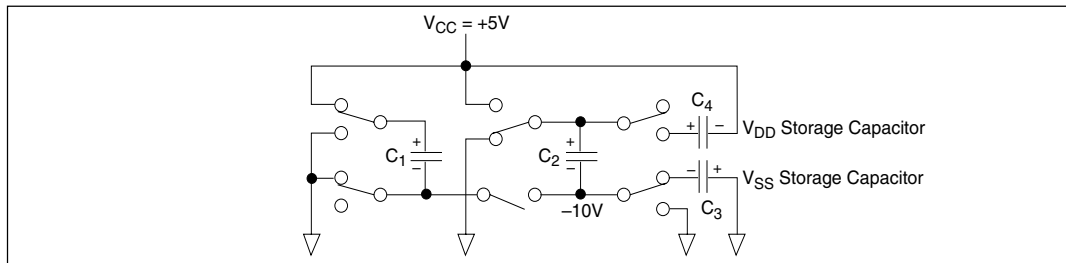 VCC = +5V
C4
+ –
VDD Storage Capacitor
+
C1
–
+
C2
–
– +
VSS Storage Capacitor
–10V
C3